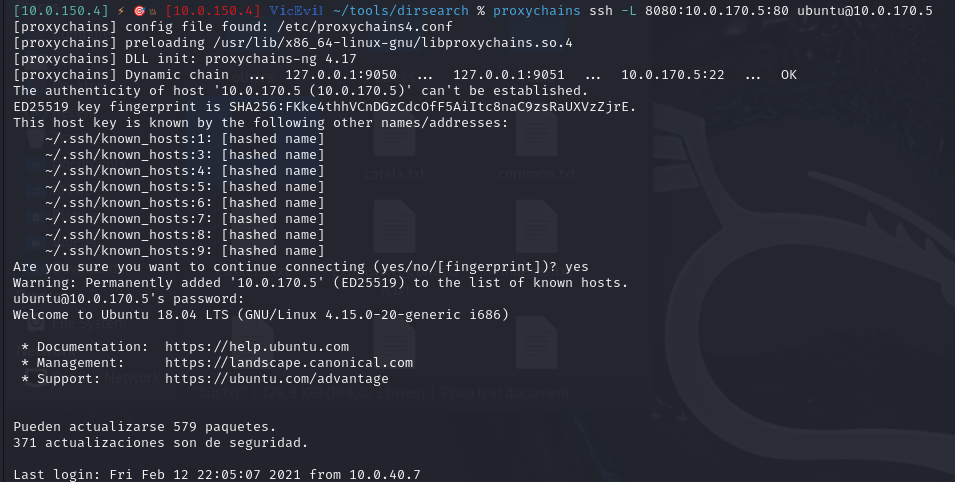 [10.0.150.4] ⚡ 🎯💥 [10.0.150.4] 𝕍𝕚𝕔𝔼𝕧𝕚𝕝 ~/tools/dirsearch % proxychains ssh -L 8080:10.0.170.5:80 ubuntu@10.0.170.5
[proxychains] config file found: /etc/proxychains4.conf
[proxychains] preloading /usr/lib/x86_64-linux-gnu/libproxychains.so.4
[proxychains] DLL init: proxychains-ng 4.17
[proxychains] Dynamic chain  ...  127.0.0.1:9050  ...  127.0.0.1:9051  ...  10.0.170.5:22  ...  OK
The authenticity of host '10.0.170.5 (10.0.170.5)' can't be established.
ED25519 key fingerprint is SHA256:FKke4thhVCnDGzCdcOfF5AiItc8naC9zsRaUXVzZjrE.
This host key is known by the following other names/addresses:
    ~/.ssh/known_hosts:1: [hashed name]
    ~/.ssh/known_hosts:3: [hashed name]
    ~/.ssh/known_hosts:4: [hashed name]
    ~/.ssh/known_hosts:5: [hashed name]
    ~/.ssh/known_hosts:6: [hashed name]
    ~/.ssh/known_hosts:7: [hashed name]
    ~/.ssh/known_hosts:8: [hashed name]
    ~/.ssh/known_hosts:9: [hashed name]
Are you sure you want to continue connecting (yes/no/[fingerprint])? yes
Warning: Permanently added '10.0.170.5' (ED25519) to the list of known hosts.
ubuntu@10.0.170.5's password:
Welcome to Ubuntu 18.04 LTS (GNU/Linux 4.15.0-20-generic i686)
 * Documentation:  https://help.ubuntu.com
 * Management:     https://landscape.canonical.com
 * Support:        https://ubuntu.com/advantage
Pueden actualizarse 579 paquetes.
371 actualizaciones son de seguridad.
Last login: Fri Feb 12 22:05:07 2021 from 10.0.40.7
catala.txt
common.txt
File System
Network